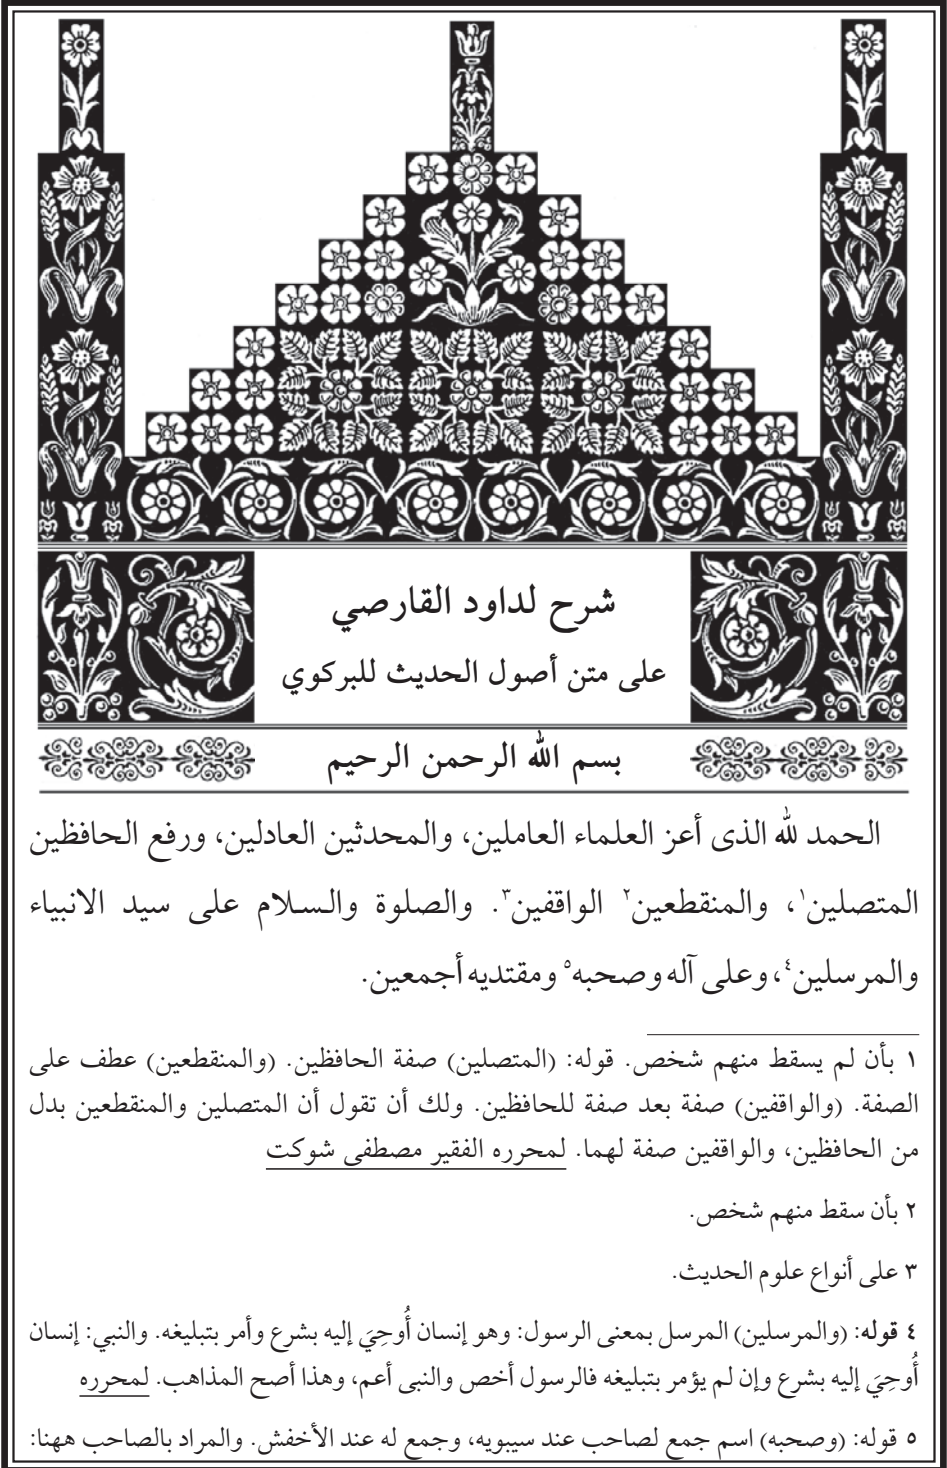 شرح لداود القارصي
على متن أصول الحديث للبركوي
بسم الله الرحمن الرحيم
الحمد لله الذى أعز العلماء العاملين، والمحدثين العادلين، ورفع الحافظين
المتصلين١، والمنقطعين٢ الواقفين٣. والصلوة والسلام على سيد الانبياء
والمرسلين٤، وعلى آله وصحبه٥ ومقتديه أجمعين.
١ بأن لم يسقط منهم شخص. قوله: (المتصلين) صفة الحافظين. (والمنقطعين) عطف على
الصفة. (والواقفين) صفة بعد صفة للحافظين. ولك أن تقول أن المتصلين والمنقطعين بدل
من الحافظين، والواقفين صفة لهما. لمحرره الفقير مصطفى شوكت
٢ بأن سقط منهم شخص.
٣ على أنواع علوم الحديث.
٤ قوله: (والمرسلين) المرسل بمعنى الرسول: وهو إنسان أُوحِيَ إليه بشرع وأمر بتبليغه. والنبي: إنسان
أُوحِيَ إليه بشرع وإن لم يؤمر بتبليغه فالرسول أخص والنبى أعم، وهذا أصح المذاهب. لمحرره
٥ قوله: (وصحبه) اسم جمع لصاحب عند سيبويه، وجمع له عند الأخفش. والمراد بالصاحب ههنا: